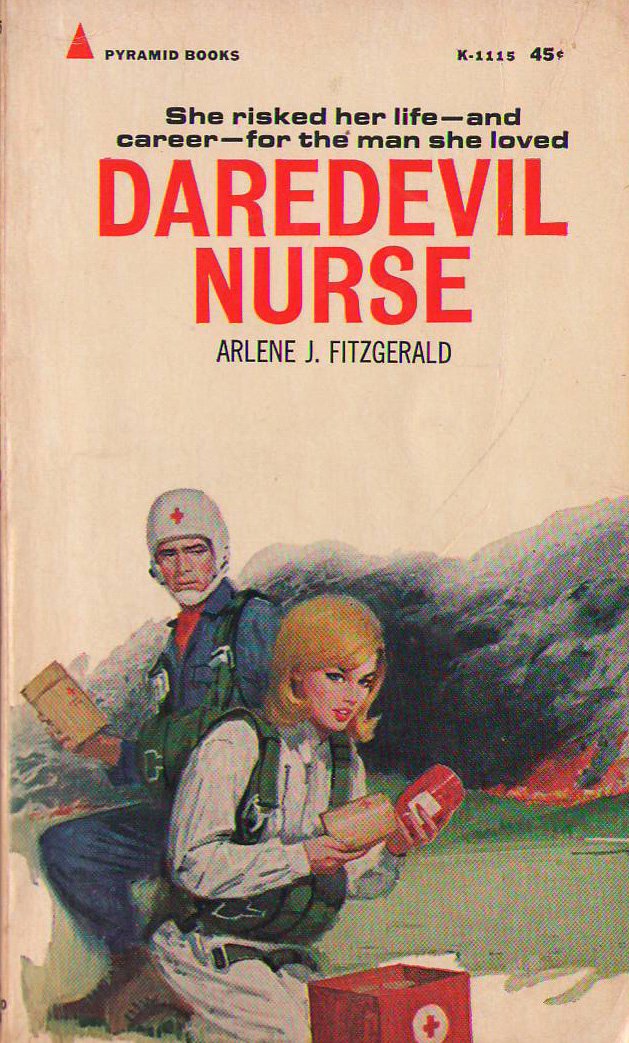 PYRAMID BOOKS
K-1115 45¢
She risked her life—and
career—for the man she loved
DAREDEVIL
NURSE
ARLENE J. FITZGERALD